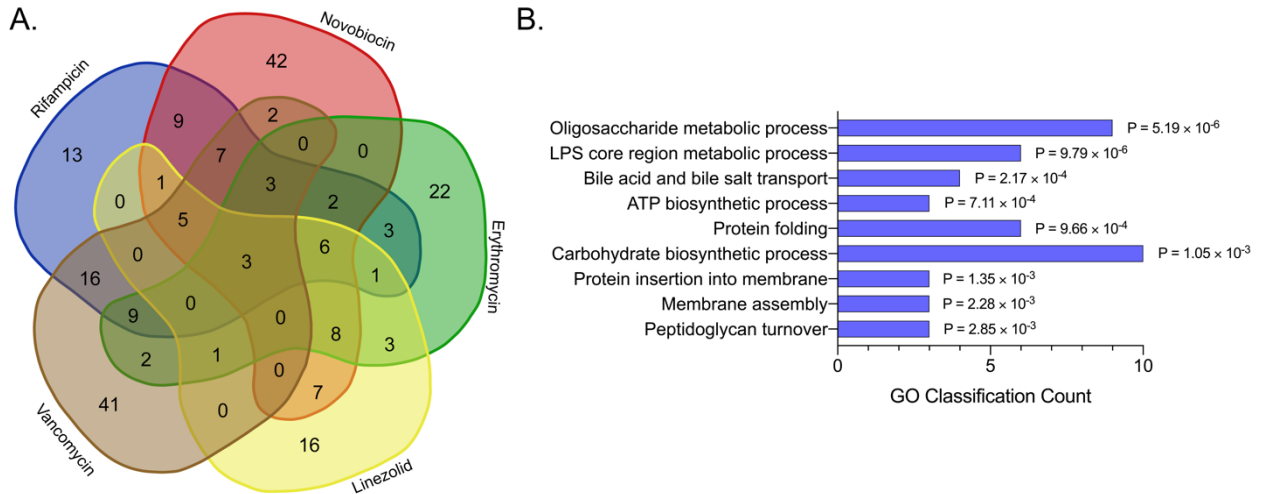 A.
Novobiocin
Rifampicin
42
9
2
0
0
13
7
22
1
3
2
0
5
3
6
0
3
1
16
0
9
0
8
3
2
1
0
7
41
0
16
Erythromycin
Vancomycin
Linezolid
B.
Oligosaccharide metabolic process P = 5.19 × 10-6
LPS core region metabolic process P = 9.79 × 10-6
Bile acid and bile salt transport P = 2.17 × 10-4
ATP biosynthetic process P = 7.11 × 10-4
Protein folding P = 9.66 × 10-4
Carbohydrate biosynthetic process P = 1.05 × 10-3
Protein insertion into membrane P = 1.35 × 10-3
Membrane assembly P = 2.28 × 10-3
Peptidoglycan turnover P = 2.85 × 10-3
0 5 10
GO Classification Count